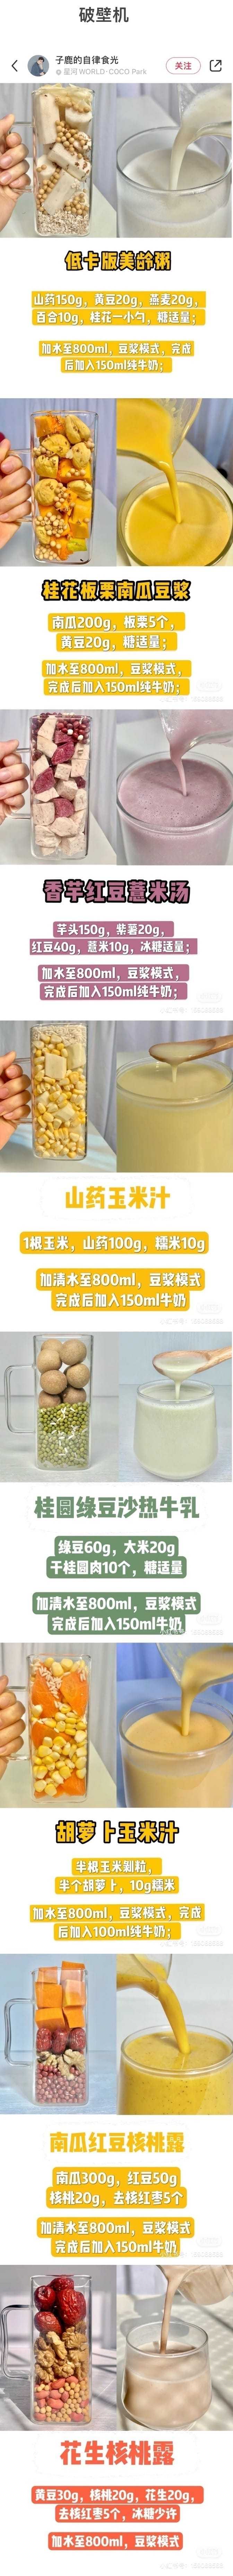 破壁机
子鹿的自律食光
星河WORLD·COCO Park
关注
低卡版美龄粥
山药150g，黄豆20g，燕麦20g，
百合10g，桂花一小勺，糖适量；
加水至800ml，豆浆模式，完成
后加入150ml纯牛奶；
桂花板栗南瓜豆浆
南瓜200g，板栗5个，
黄豆20g，糖适量；
加水至800ml，豆浆模式，
完成后加入150ml纯牛奶；
香芋红豆薏米汤
芋头150g，紫薯20g，
红豆40g，薏米10g，冰糖适量；
加水至800ml，豆浆模式，
完成后加入150ml纯牛奶；
山药玉米汁
1根玉米，山药100g，糯米10g
加清水至800ml，豆浆模式
完成后加入150ml牛奶
桂圆绿豆沙热牛乳
绿豆60g，大米20g
干桂圆肉10个，糖适量
加清水至800ml，豆浆模式
完成后加入150ml牛奶
胡萝卜玉米汁
半根玉米剥粒，
半个胡萝卜，10g糯米
加水至800ml，豆浆模式，完成
后加入100ml纯牛奶；
南瓜红豆核桃露
南瓜300g，红豆50g
核桃20g，去核红枣5个
加清水至800ml，豆浆模式
完成后加入150ml牛奶
花生核桃露
黄豆30g，核桃20g，花生20g，
去核红枣5个，冰糖少许
加水至800ml，豆浆模式